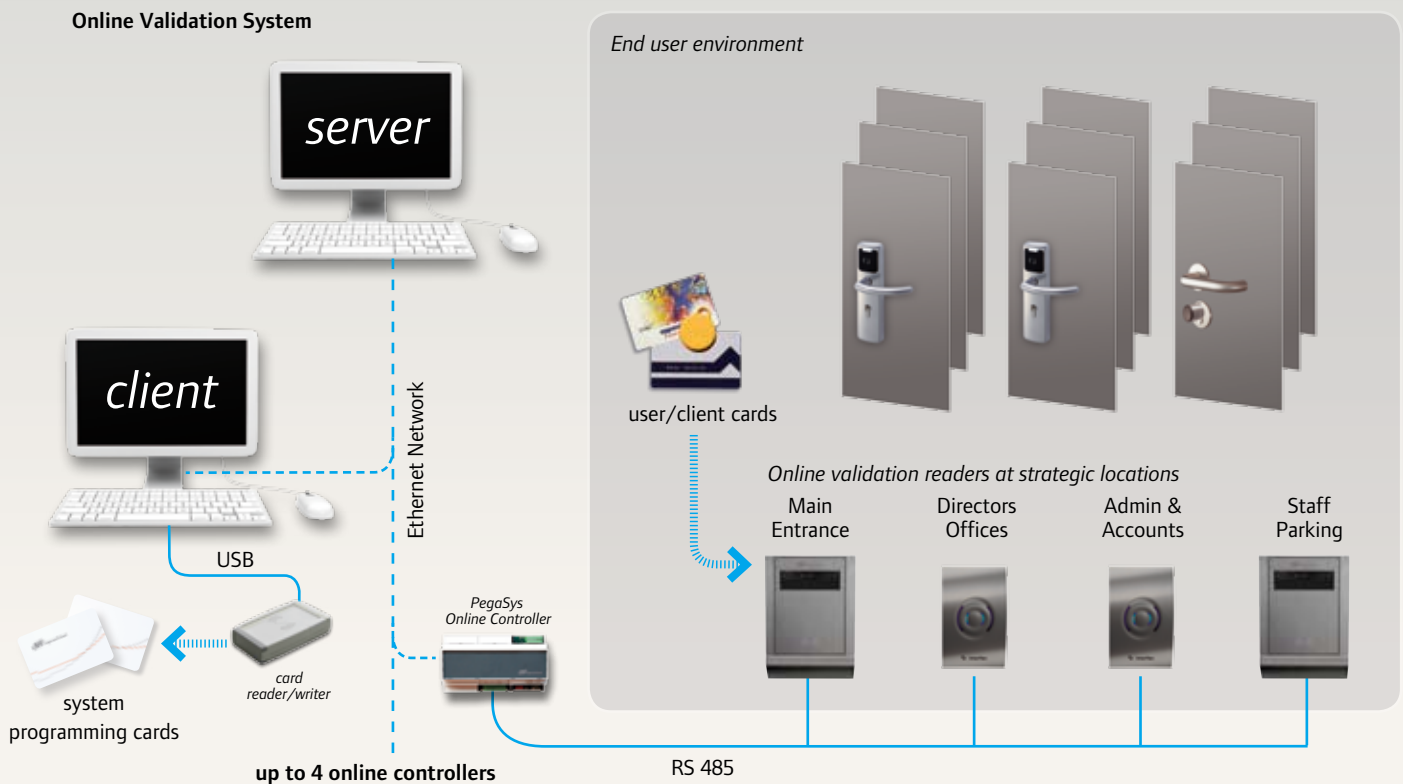 Online Validation System
End user environment
server
client
Ethernet Network
user/client cards
Online validation readers at strategic locations
Main
Entrance
Directors
Offices
Admin &
Accounts
Staff
Parking
USB
PegaSys
Online Controller
card
reader/writer
system
programming cards
up to 4 online controllers
RS 485